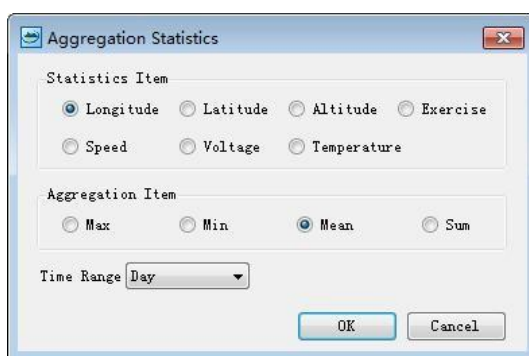 Aggregation Statistics
Statistics Item
Longitude Latitude Altitude Exercise
Speed Voltage Temperature
Aggregation Item
Max Min Mean Sum
Time Range Day
OK Cancel